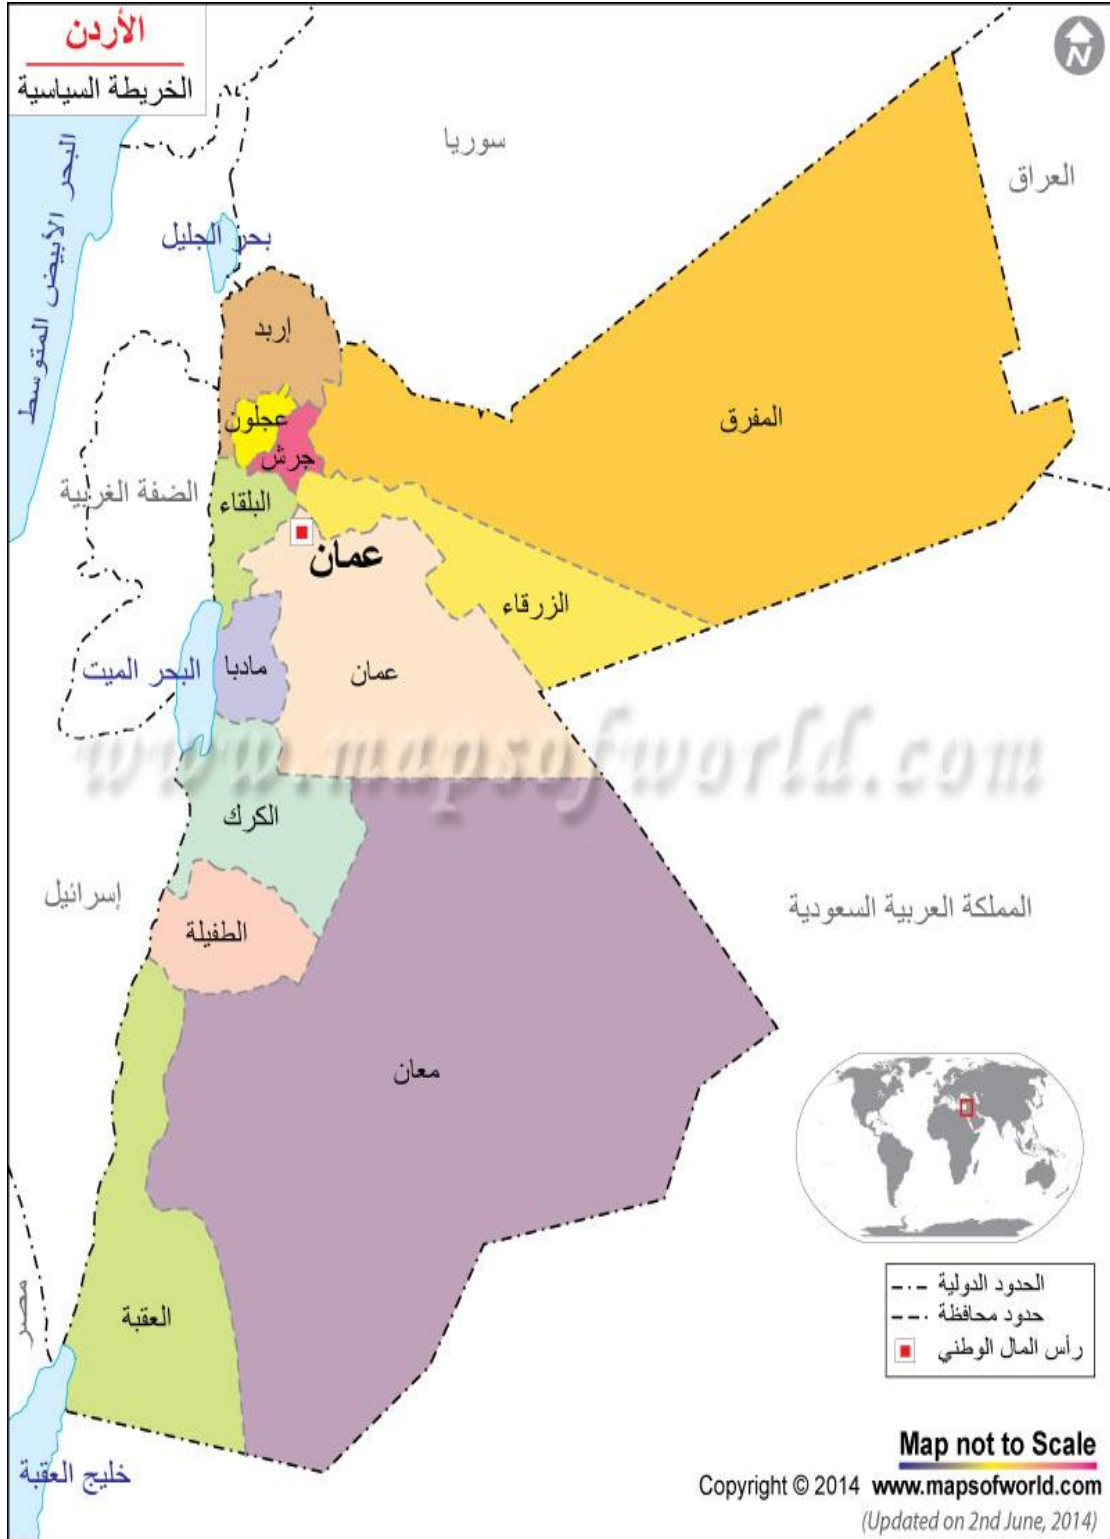 الأردن
الخريطة السياسية
N
سوريا
العراق
البحر الأبيض المتوسط
بحر الجليل
إربد
المفرق
عجلون
جرش
الضفة الغربية
البلقاء
عمان
الزرقاء
البحر الميت
مادبا
عمان
www.mapsofworld.com
الكرك
إسرائيل
المملكة العربية السعودية
الطفيلة
معان
مصر
العقبة
الحدود الدولية
حدود محافظة
رأس المال الوطني
خليج العقبة
Map not to Scale
Copyright © 2014 www.mapsofworld.com
(Updated on 2nd June, 2014)